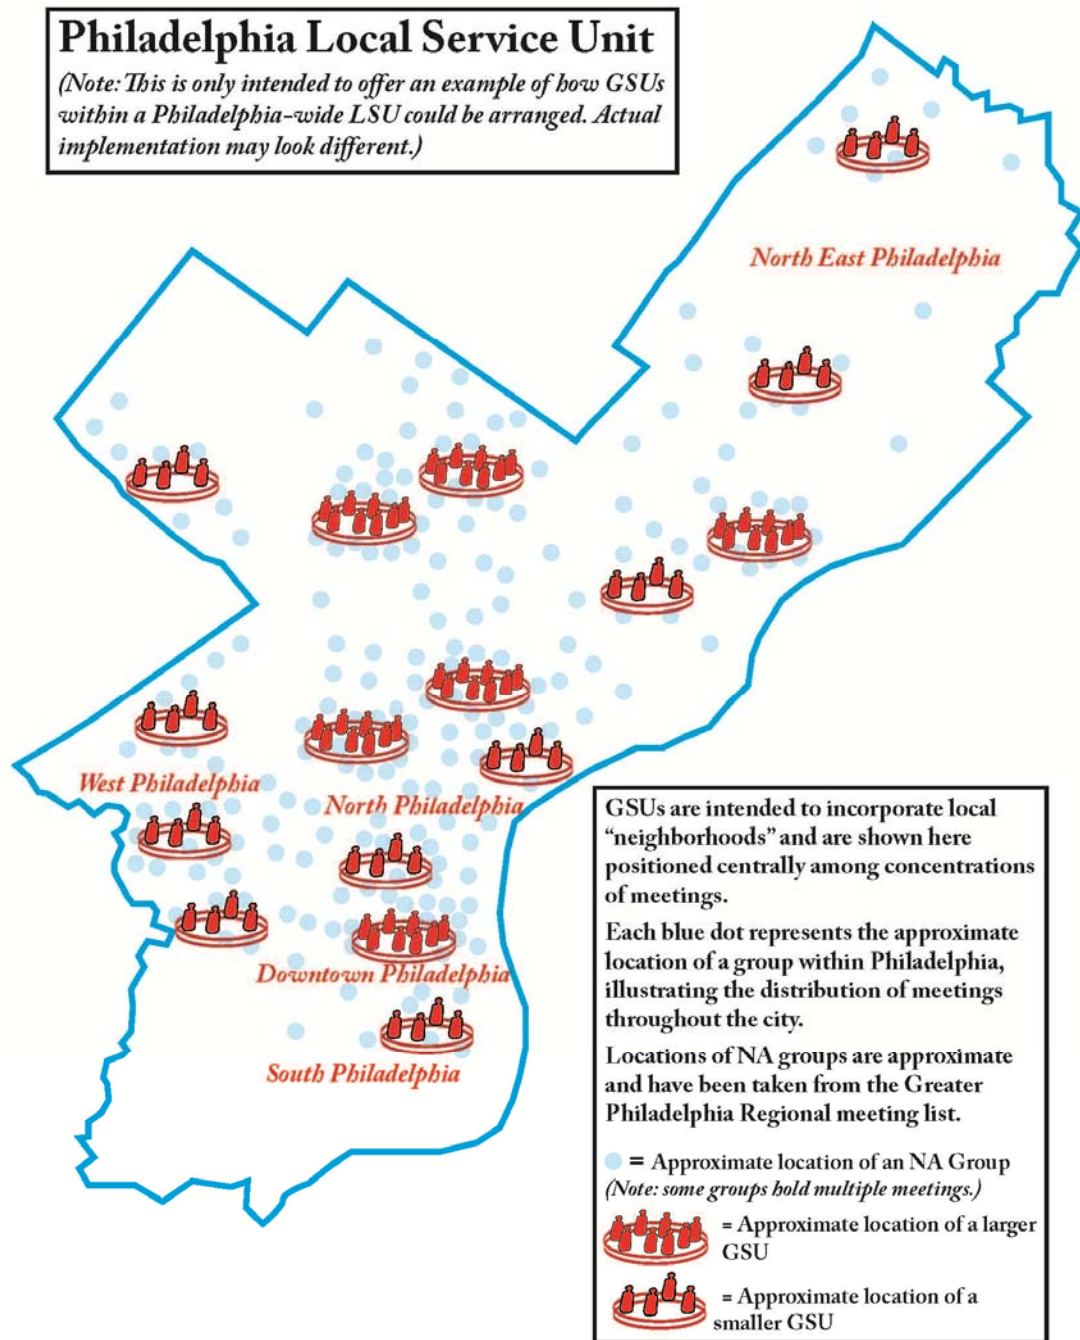 Philadelphia Local Service Unit
(Note: This is only intended to offer an example of how GSUs
within a Philadelphia-wide LSU could be arranged. Actual
implementation may look different.)
North East Philadelphia
West Philadelphia
North Philadelphia
Downtown Philadelphia
South Philadelphia
GSUs are intended to incorporate local
“neighborhoods” and are shown here
positioned centrally among concentrations
of meetings.
Each blue dot represents the approximate
location of a group within Philadelphia,
illustrating the distribution of meetings
throughout the city.
Locations of NA groups are approximate
and have been taken from the Greater
Philadelphia Regional meeting list.
= Approximate location of an NA Group
(Note: some groups hold multiple meetings.)
= Approximate location of a larger
GSU
= Approximate location of a
smaller GSU